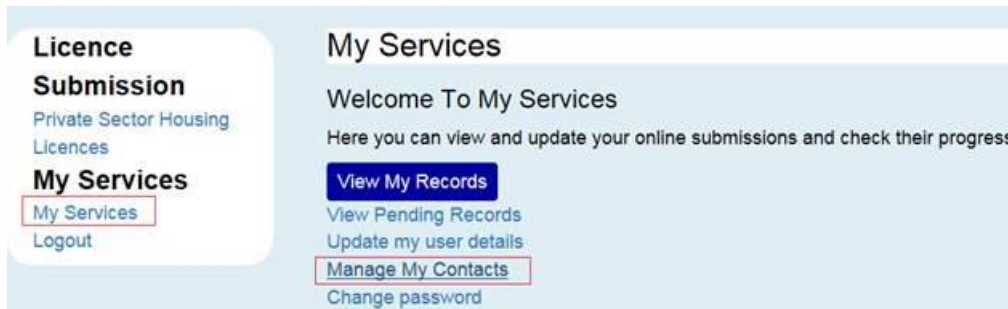 Licence
Submission
Private Sector Housing
Licences
My Services
My Services
Logout
My Services
Welcome To My Services
Here you can view and update your online submissions and check their progress
View My Records
View Pending Records
Update my user details
Manage My Contacts
Change password